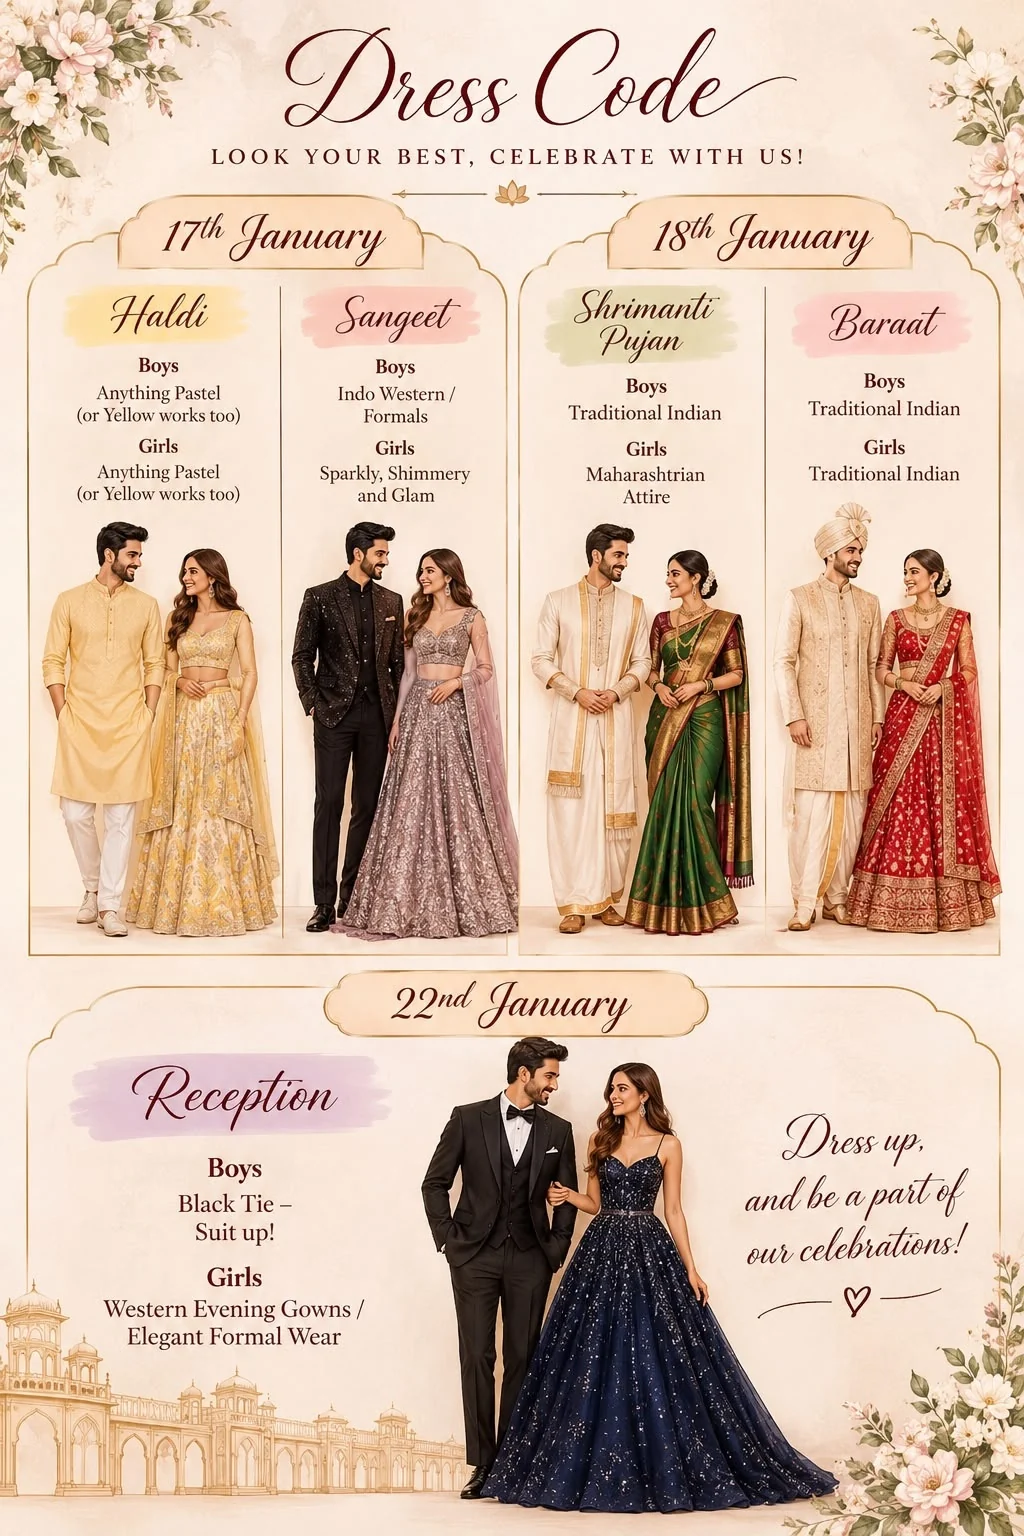 Dress Code
LOOK YOUR BEST, CELEBRATE WITH US!
17th January
Haldi
Boys
Anything Pastel
(or Yellow works too)
Girls
Anything Pastel
(or Yellow works too)
Sangeet
Boys
Indo Western /
Formals
Girls
Sparkly, Shimmery
and Glam
18th January
Shrimanti
Pujan
Boys
Traditional Indian
Girls
Maharashtrian
Attire
Baraat
Boys
Traditional Indian
Girls
Traditional Indian
22nd January
Reception
Boys
Black Tie –
Suit up!
Girls
Western Evening Gowns /
Elegant Formal Wear
Dress up,
and be a part of
our celebrations!